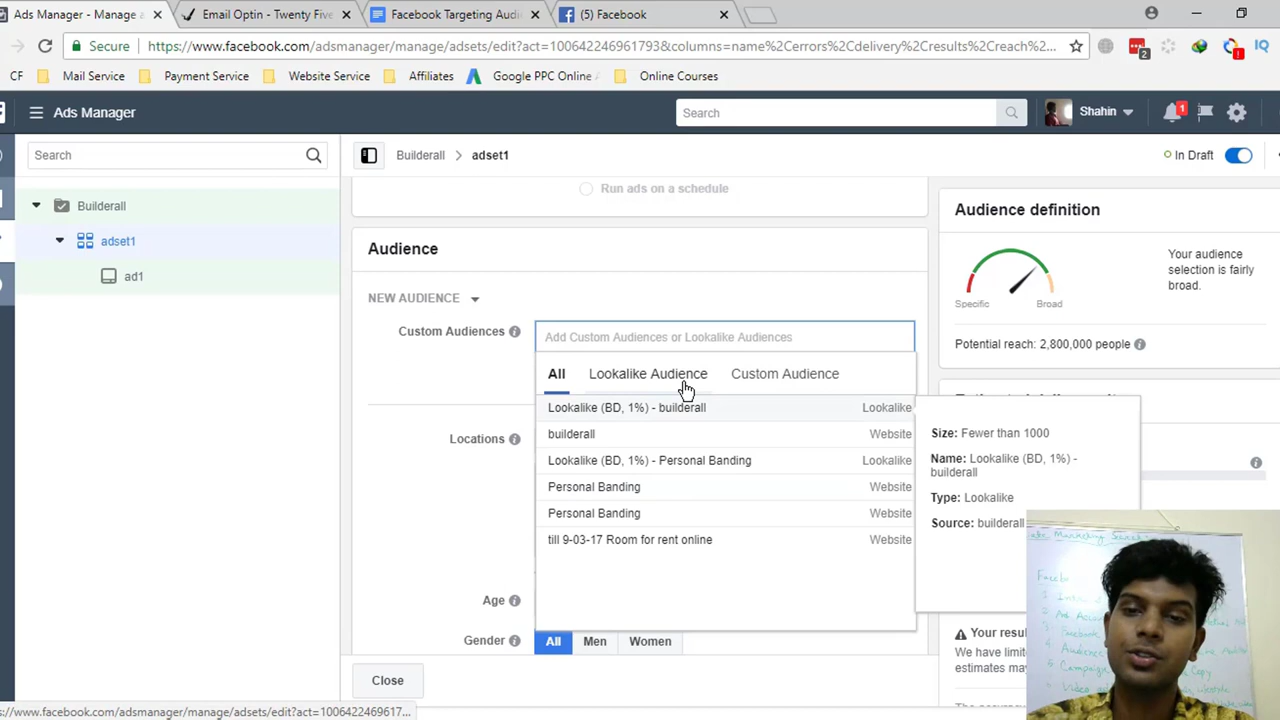 Ads Manager - Manage a
Email Optin - Twenty Five
Facebook Targeting Audi
(5) Facebook
Secure
https://www.facebook.com/adsmanager/manage/adsets/edit?act=100642246961793&columns=name%2Cerrors%2Cdelivery%2Cresults%2Creach%...
2
CF
Mail Service
Payment Service
Website Service
Affiliates
Google PPC Online
Online Courses
Ads Manager
Search
Shahin
1
Search
Builderall > adset1
In Draft
Builderall
adset1
ad1
Run ads on a schedule
Audience
NEW AUDIENCE
Custom Audiences
Add Custom Audiences or Lookalike Audiences
All
Lookalike Audience
Custom Audience
Lookalike (BD, 1%) - builderall
Lookalike
builderall
Website
Lookalike (BD, 1%) - Personal Banding
Lookalike
Personal Banding
Website
Personal Banding
Website
till 9-03-17 Room for rent online
Website
Locations
Age
Gender
All
Men
Women
Close
Audience definition
Specific
Broad
Your audience
selection is fairly
broad.
Potential reach: 2,800,000 people
Size: Fewer than 1000
Name: Lookalike (BD, 1%) -
builderall
Type: Lookalike
Source: builderall
Your resu
We have limit
estimates may
s://www.facebook.com/adsmanager/manage/adsets/edit?act=1006422469617...